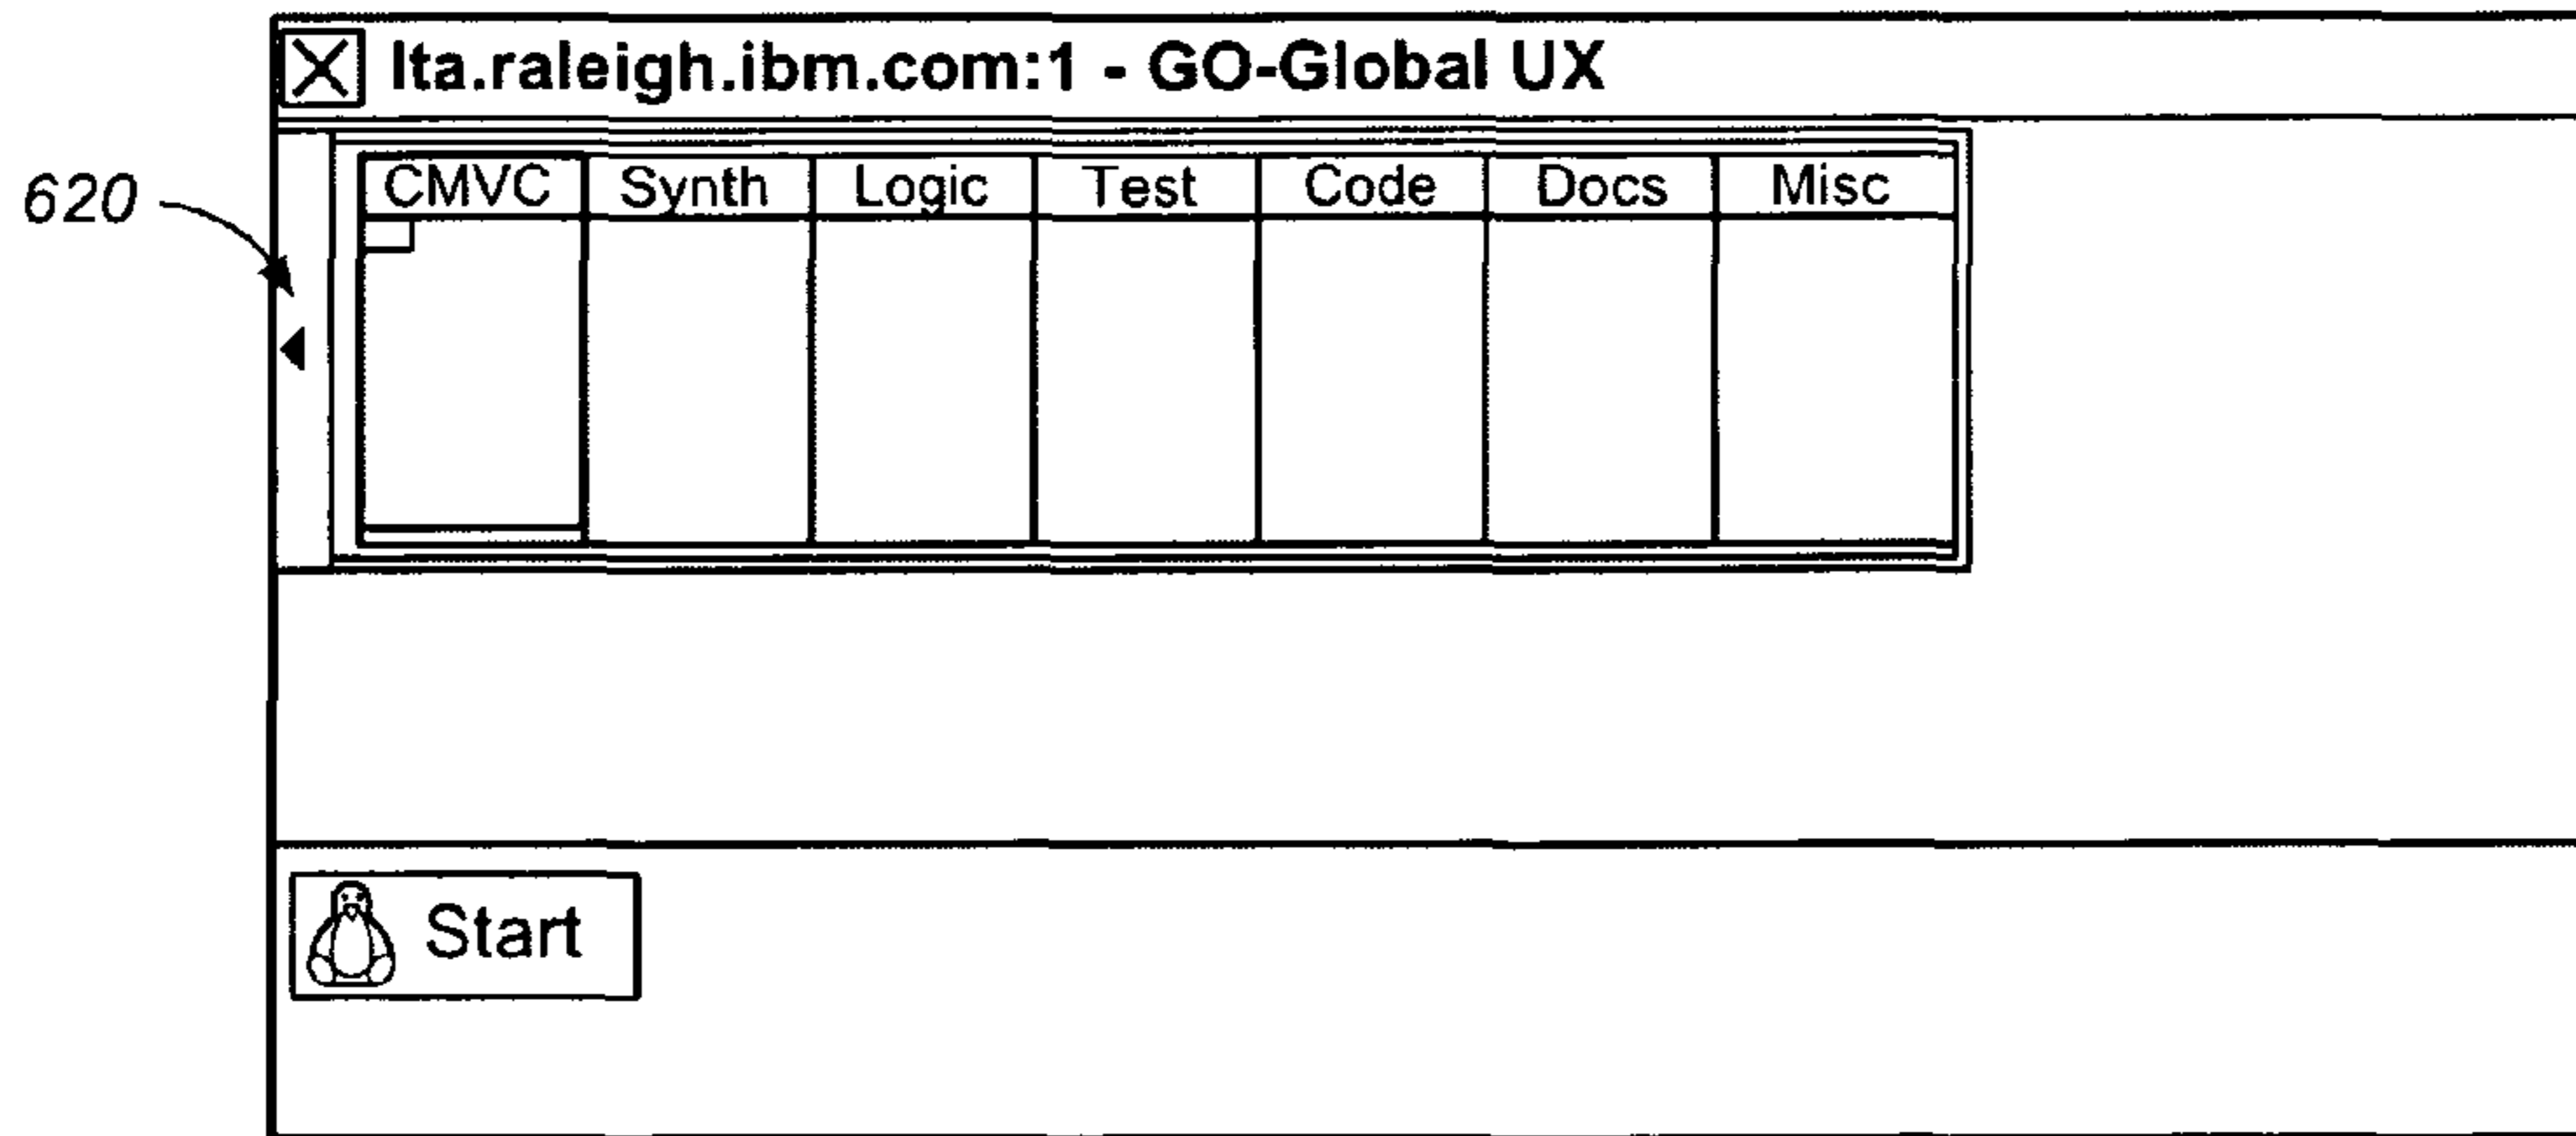 lta.raleigh.ibm.com:1 - GO-Global UX
620
CMVC Synth Logic Test Code Docs Misc
Start